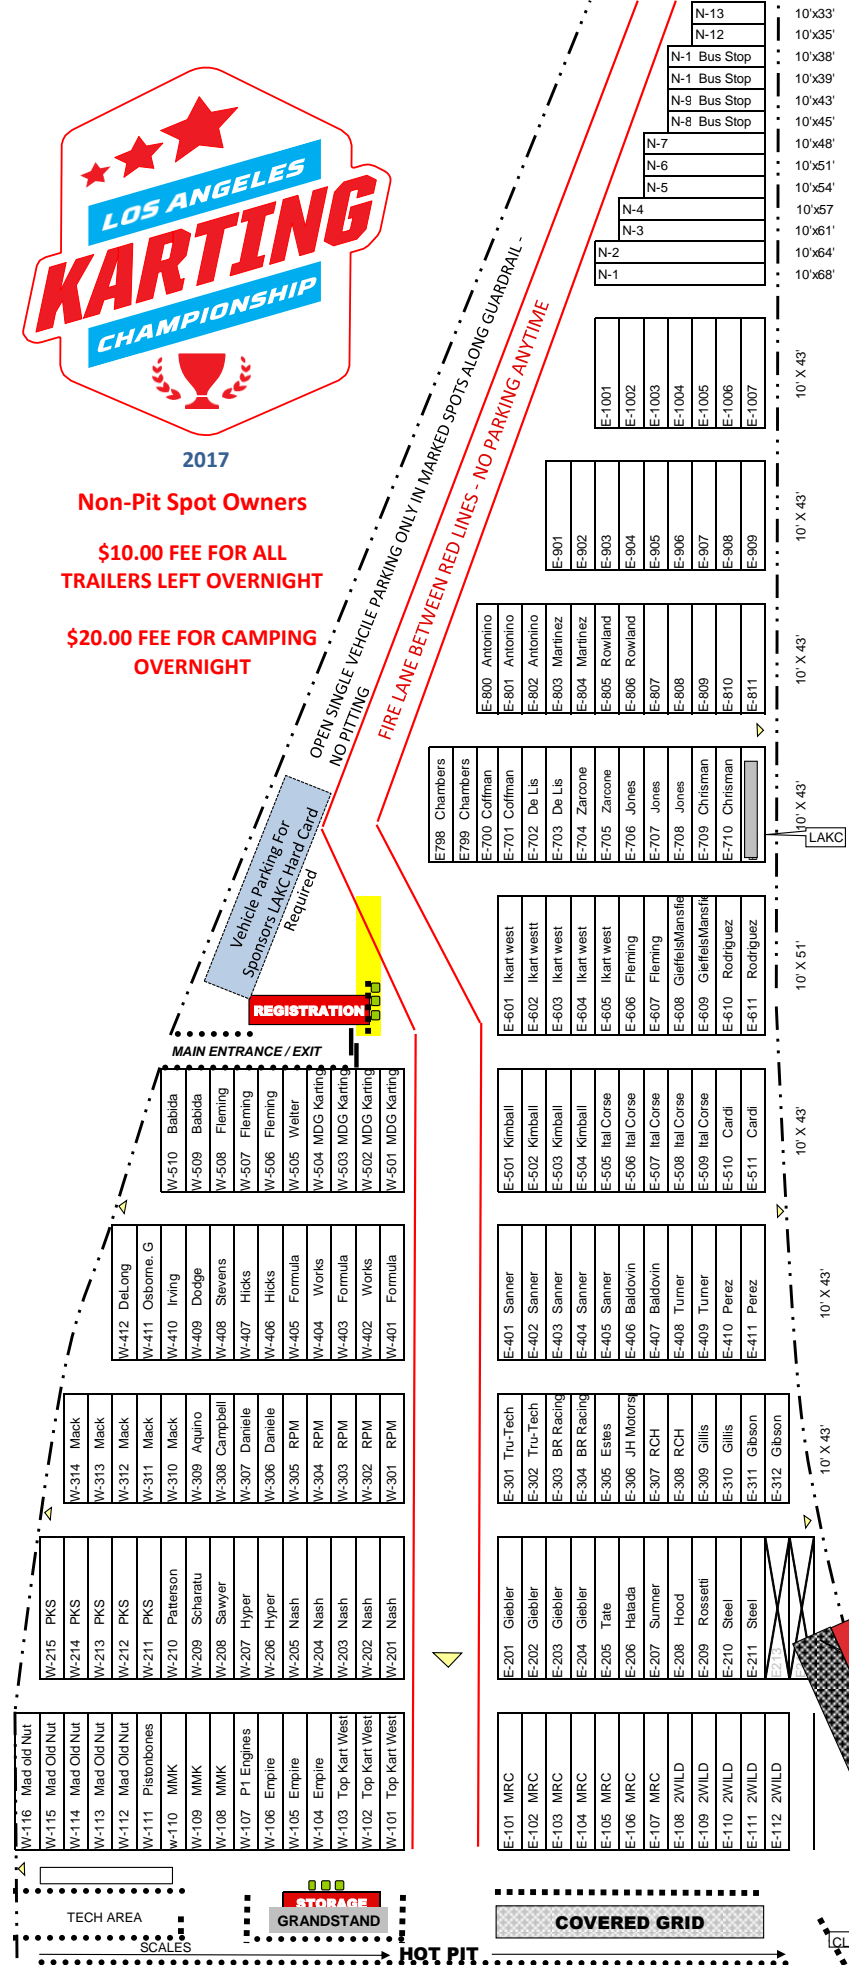 N-13 10'x33'
N-12 10'x35'
N-1 Bus Stop 10'x38'
N-1 Bus Stop 10'x39'
N-9 Bus Stop 10'x43'
N-8 Bus Stop 10'x45'
N-7 10'x48'
N-6 10'x51'
N-5 10'x54'
N-4 10'x57
N-3 10'x61'
N-2 10'x64'
N-1 10'x68'
LOS ANGELES
KARTING
CHAMPIONSHIP
2017
Non-Pit Spot Owners
$10.00 FEE FOR ALL
TRAILERS LEFT OVERNIGHT
$20.00 FEE FOR CAMPING
OVERNIGHT
OPEN SINGLE VEHCILE PARKING ONLY IN MARKED SPOTS ALONG GUARDRAIL -
NO PITTING
FIRE LANE BETWEEN RED LINES - NO PARKING ANYTIME
E-1001
E-1002
E-1003
E-1004
E-1005
E-1006
E-1007
10' X 43'
E-901
E-902
E-903
E-904
E-905
E-906
E-907
E-908
E-909
10' X 43'
E-800 Antonino
E-801 Antonino
E-802 Antonino
E-803 Martinez
E-804 Martinez
E-805 Rowland
E-806 Rowland
E-807
E-808
E-809
E-810
E-811
10' X 43'
E798 Chambers
E799 Chambers
E-700 Coffman
E-701 Coffman
E-702 De Lis
E-703 De Lis
E-704 Zarcone
E-705 Zarcone
E-706 Jones
E-707 Jones
E-708 Jones
E-709 Chrisman
E-710 Chrisman
10' X 43'
LAKC
Vehicle Parking For
Sponsors LAKC Hard Card
Required
REGISTRATION
MAIN ENTRANCE / EXIT
E-601 Ikart west
E-602 Ikart westt
E-603 Ikart west
E-604 Ikart west
E-605 Ikart west
E-606 Fleming
E-607 Fleming
E-608 GieffelsMansfie
E-609 GieffelsMansfie
E-610 Rodriguez
E-611 Rodriguez
10' X 51'
W-510 Babida
W-509 Babida
W-508 Fleming
W-507 Fleming
W-506 Fleming
W-505 Welter
W-504 MDG Karting
W-503 MDG Karting
W-502 MDG Karting
W-501 MDG Karting
E-501 Kimball
E-502 Kimball
E-503 Kimball
E-504 Kimball
E-505 Ital Corse
E-506 Ital Corse
E-507 Ital Corse
E-508 Ital Corse
E-509 Ital Corse
E-510 Cardi
E-511 Cardi
10' X 43'
W-412 DeLong
W-411 Osborne. G
W-410 Irving
W-409 Dodge
W-408 Stevens
W-407 Hicks
W-406 Hicks
W-405 Formula
W-404 Works
W-403 Formula
W-402 Works
W-401 Formula
E-401 Sanner
E-402 Sanner
E-403 Sanner
E-404 Sanner
E-405 Sanner
E-406 Baldovin
E-407 Baldovin
E-408 Turner
E-409 Turner
E-410 Perez
E-411 Perez
10' X 43'
W-314 Mack
W-313 Mack
W-312 Mack
W-311 Mack
W-310 Mack
W-309 Aquino
W-308 Campbell
W-307 Daniele
W-306 Daniele
W-305 RPM
W-304 RPM
W-303 RPM
W-302 RPM
W-301 RPM
E-301 Tru-Tech
E-302 Tru-Tech
E-303 BR Racing
E-304 BR Racing
E-305 Estes
E-306 JH Motorsp
E-307 RCH
E-308 RCH
E-309 Gillis
E-310 Gillis
E-311 Gibson
E-312 Gibson
10' X 43'
W-215 PKS
W-214 PKS
W-213 PKS
W-212 PKS
W-211 PKS
W-210 Patterson
W-209 Scharatu
W-208 Sawyer
W-207 Hyper
W-206 Hyper
W-205 Nash
W-204 Nash
W-203 Nash
W-202 Nash
W-201 Nash
E-201 Giebler
E-202 Giebler
E-203 Giebler
E-204 Giebler
E-205 Tate
E-206 Hatada
E-207 Sumner
E-208 Hood
E-209 Rossetti
E-210 Steel
E-211 Steel
E213
W-116 Mad old Nut
W-115 Mad Old Nut
W-114 Mad Old Nut
W-113 Mad Old Nut
W-112 Mad Old Nut
W-111 Pistonbones
w-110 MMK
W-109 MMK
W-108 MMK
W-107 P1 Engines
W-106 Empire
W-105 Empire
W-104 Empire
W-103 Top Kart West
W-102 Top Kart West
W-101 Top Kart West
E-101 MRC
E-102 MRC
E-103 MRC
E-104 MRC
E-105 MRC
E-106 MRC
E-107 MRC
E-108 2WILD
E-109 2WILD
E-110 2WILD
E-111 2WILD
E-112 2WILD
TECH AREA
STORAGE
GRANDSTAND
COVERED GRID
SCALES
HOT PIT
CL